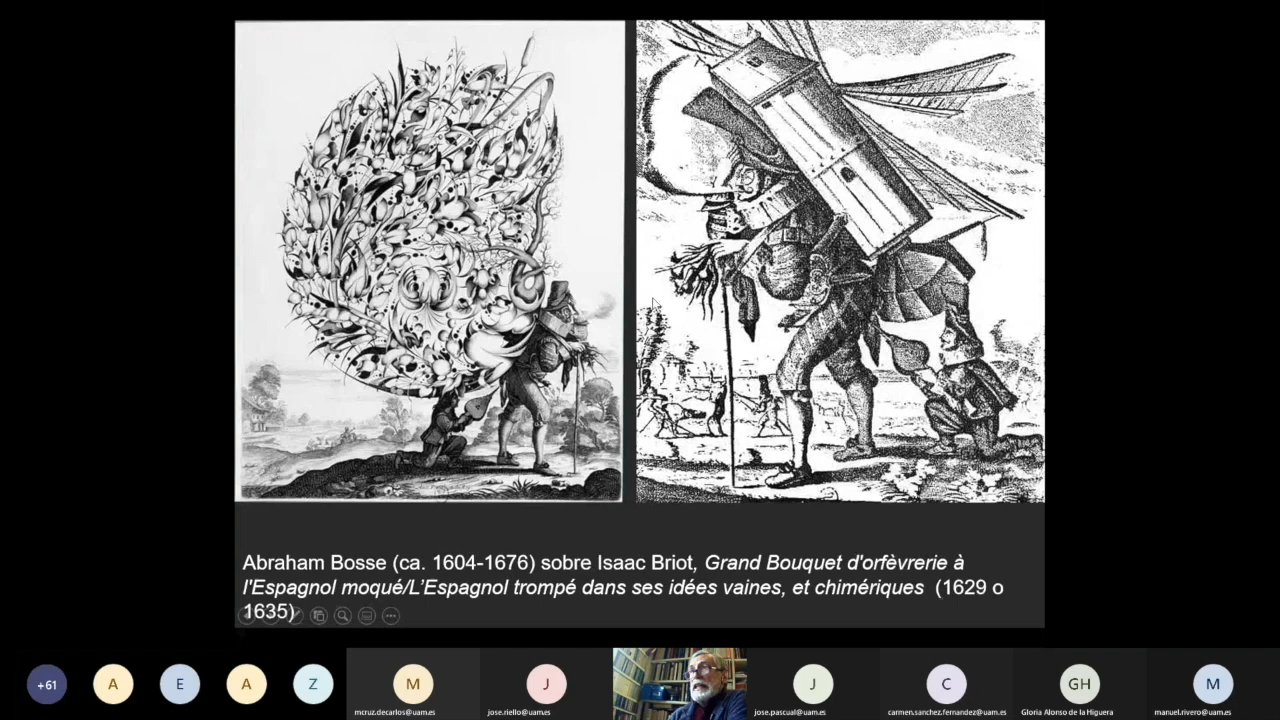 Abraham Bosse (ca. 1604-1676) sobre Isaac Briot, Grand Bouquet d'orfèvrerie à
l'Espagnol moqué/L’Espagnol trompé dans ses idées vaines, et chimériques (1629 o
1635)
+61
A
E
A
Z
M
J
J
C
GH
M
mcruz.decarlos@uam.es
jose.riello@uam.es
jose.pascual@uam.es
carmen.sanchez.fernandez@uam.es
Gloria Alonso de la Higuera
manuel.rivero@uam.es